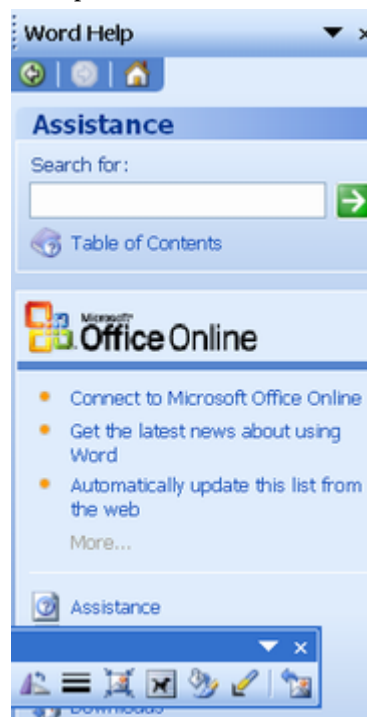 Word Help
Assistance
Search for:
Table of Contents
Microsoft
Office Online
Connect to Microsoft Office Online
Get the latest news about using
Word
Automatically update this list from
the web
More...
Assistance
Downloads